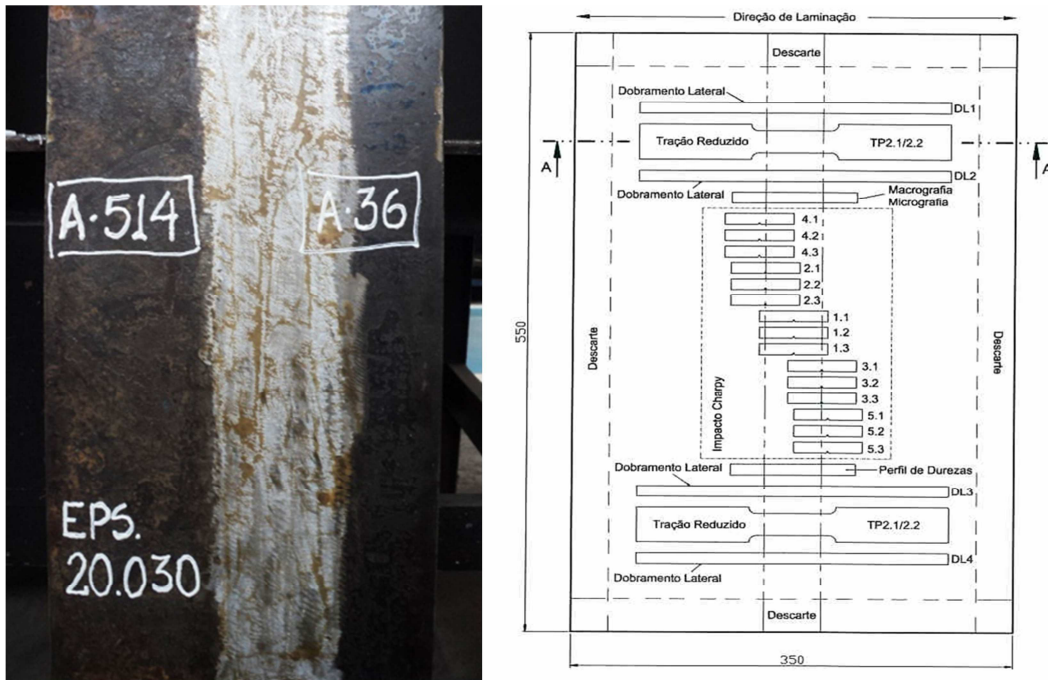 A-514
A-36
EPS.
20.030
Direção de Laminação
Descarte
Dobramento Lateral
DL1
Tração Reduzido
TP2.1/2.2
A
A
DL2
Dobramento Lateral
Macrografia
Micrografia
4.1
4.2
4.3
2.1
2.2
2.3
1.1
1.2
1.3
3.1
3.2
3.3
5.1
5.2
5.3
550
Descarte
Descarte
Impacto Charpy
Dobramento Lateral
Perfil de Durezas
DL3
Tração Reduzido
TP2.1/2.2
DL4
Dobramento Lateral
Descarte
350